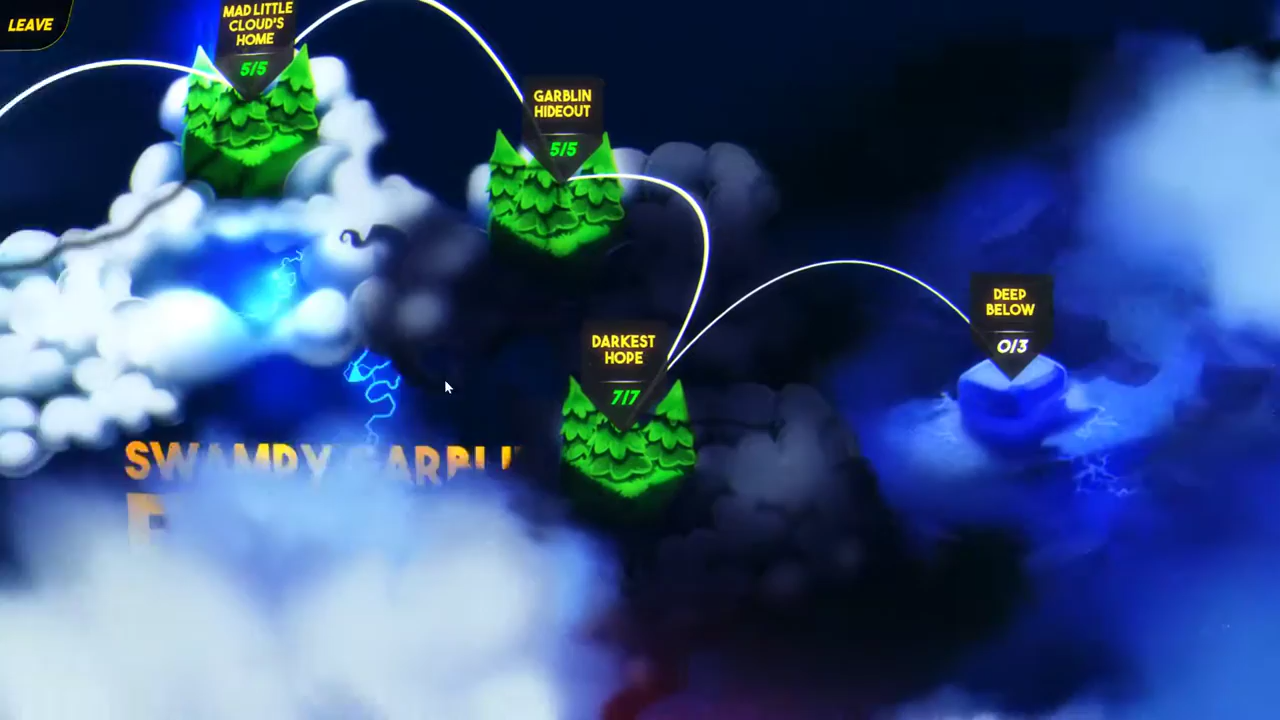 LEAVE
MAD LITTLE
CLOUD'S
HOME
5/5
GARBLIN
HIDEOUT
5/5
DARKEST
HOPE
7/7
DEEP
BELOW
0/3
SWAMPY